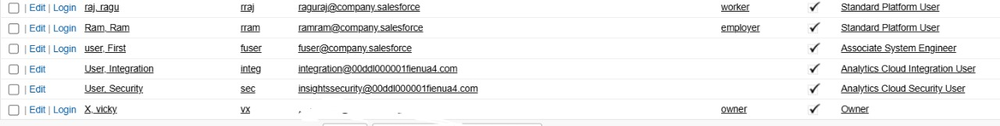 | Edit | Login raj, ragu rraj raguraj@company.salesforce worker ✓ Standard Platform User
| Edit | Login Ram, Ram rram ramram@company.salesforce employer ✓ Standard Platform User
| Edit | Login user, First fuser fuser@company.salesforce ✓ Associate System Engineer
| Edit User, Integration integ integration@00ddl000001fienua4.com ✓ Analytics Cloud Integration User
| Edit User, Security sec insightssecurity@00ddl000001fienua4.com ✓ Analytics Cloud Security User
| Edit | Login X, vicky vx owner ✓ Owner